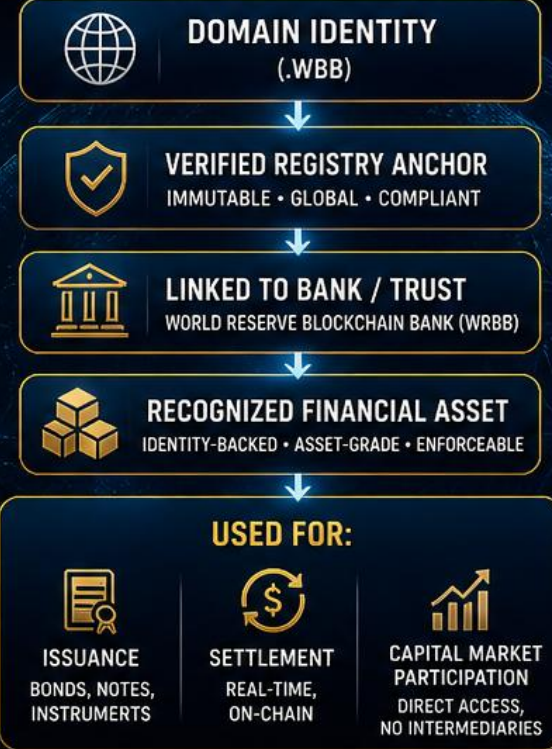 DOMAIN IDENTITY
(.WBB)
VERIFIED REGISTRY ANCHOR
IMMUTABLE • GLOBAL • COMPLIANT
LINKED TO BANK / TRUST
WORLD RESERVE BLOCKCHAIN BANK (WRBB)
RECOGNIZED FINANCIAL ASSET
IDENTITY-BACKED • ASSET-GRADE • ENFORCEABLE
USED FOR:
ISSUANCE
BONDS, NOTES,
INSTRUMERTS
SETTLEMENT
REAL-TIME,
ON-CHAIN
CAPITAL MARKET
PARTICIPATION
DIRECT ACCESS,
NO INTERMEDIARIES